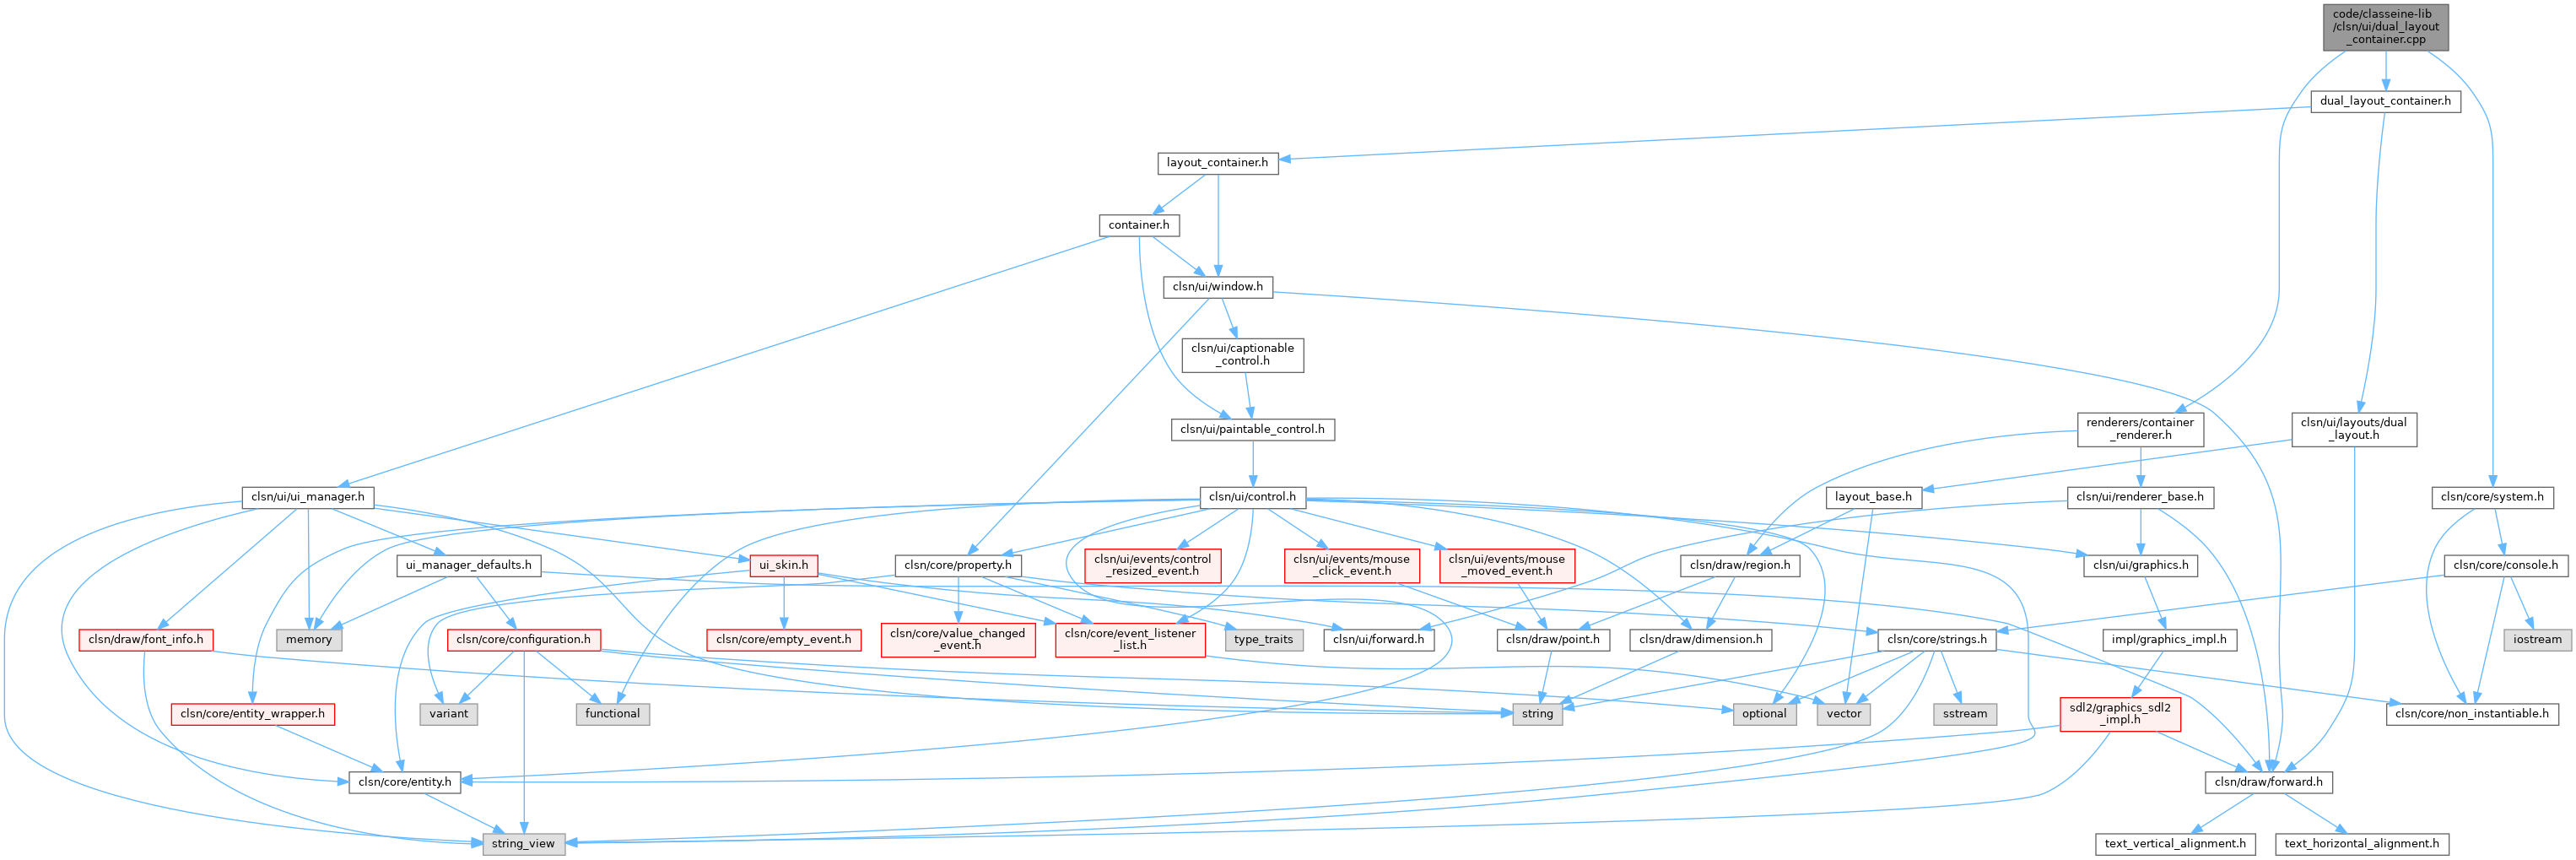 code/classeine-lib
/clsn/ui/dual_layout
_container.cpp
dual_layout_container.h
layout_container.h
container.h
clsn/ui/window.h
clsn/ui/captionable
_control.h
clsn/ui/paintable_control.h
renderers/container
_renderer.h
clsn/ui/layouts/dual
_layout.h
clsn/ui/ui_manager.h
clsn/ui/control.h
layout_base.h
clsn/ui/renderer_base.h
clsn/core/system.h
ui_manager_defaults.h
ui_skin.h
clsn/core/property.h
clsn/ui/events/control
_resized_event.h
clsn/ui/events/mouse
_click_event.h
clsn/ui/events/mouse
_moved_event.h
clsn/draw/region.h
clsn/ui/graphics.h
clsn/core/console.h
clsn/draw/font_info.h
memory
clsn/core/configuration.h
clsn/core/empty_event.h
clsn/core/value_changed
_event.h
clsn/core/event_listener
_list.h
type_traits
clsn/ui/forward.h
clsn/draw/point.h
clsn/draw/dimension.h
clsn/core/strings.h
impl/graphics_impl.h
iostream
clsn/core/entity_wrapper.h
variant
functional
string
optional
vector
sstream
sdl2/graphics_sdl2
_impl.h
clsn/core/non_instantiable.h
clsn/core/entity.h
clsn/draw/forward.h
string_view
text_vertical_alignment.h
text_horizontal_alignment.h